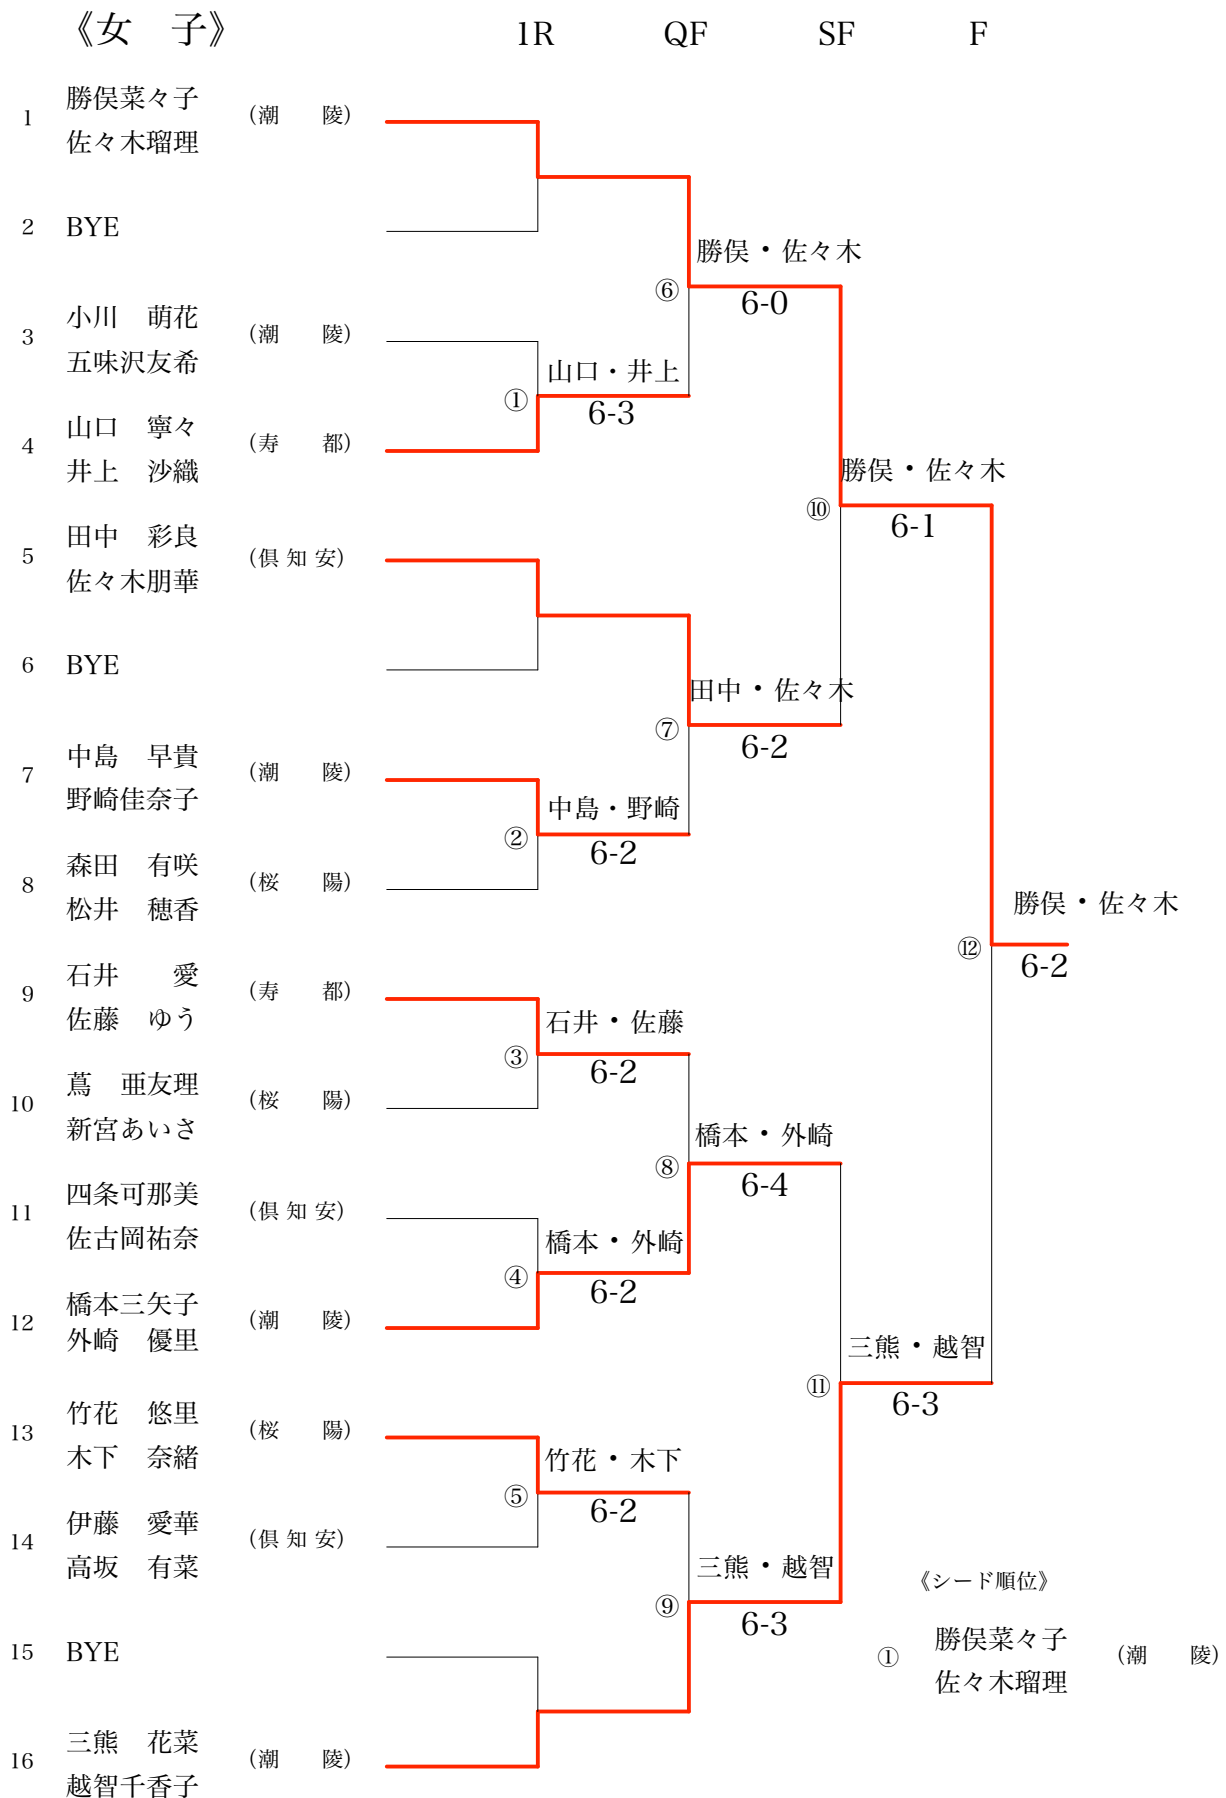 《女　子》 1R QF SF F
1 勝俣菜々子 (潮　陵)
佐々木瑠理
2 BYE
勝俣・佐々木
⑥ 6-0
3 小川　萌花 (潮　陵)
五味沢友希
山口・井上
① 6-3
4 山口　寧々 (寿　都)
井上　沙織
勝俣・佐々木
⑩ 6-1
5 田中　彩良 (倶知安)
佐々木朋華
6 BYE
田中・佐々木
⑦ 6-2
7 中島　早貴 (潮　陵)
野崎佳奈子
中島・野崎
② 6-2
8 森田　有咲 (桜　陽)
松井　穂香
勝俣・佐々木
⑫ 6-2
9 石井　　愛 (寿　都)
佐藤　ゆう
石井・佐藤
③ 6-2
10 蔦　亜友理 (桜　陽)
新宮あいさ
橋本・外崎
⑧ 6-4
11 四条可那美 (倶知安)
佐古岡祐奈
橋本・外崎
④ 6-2
12 橋本三矢子 (潮　陵)
外崎　優里
三熊・越智
⑪ 6-3
13 竹花　悠里 (桜　陽)
木下　奈緒
竹花・木下
⑤ 6-2
14 伊藤　愛華 (倶知安)
高坂　有菜
三熊・越智
⑨ 6-3
15 BYE
16 三熊　花菜 (潮　陵)
越智千香子
《シード順位》
① 勝俣菜々子 (潮　陵)
佐々木瑠理